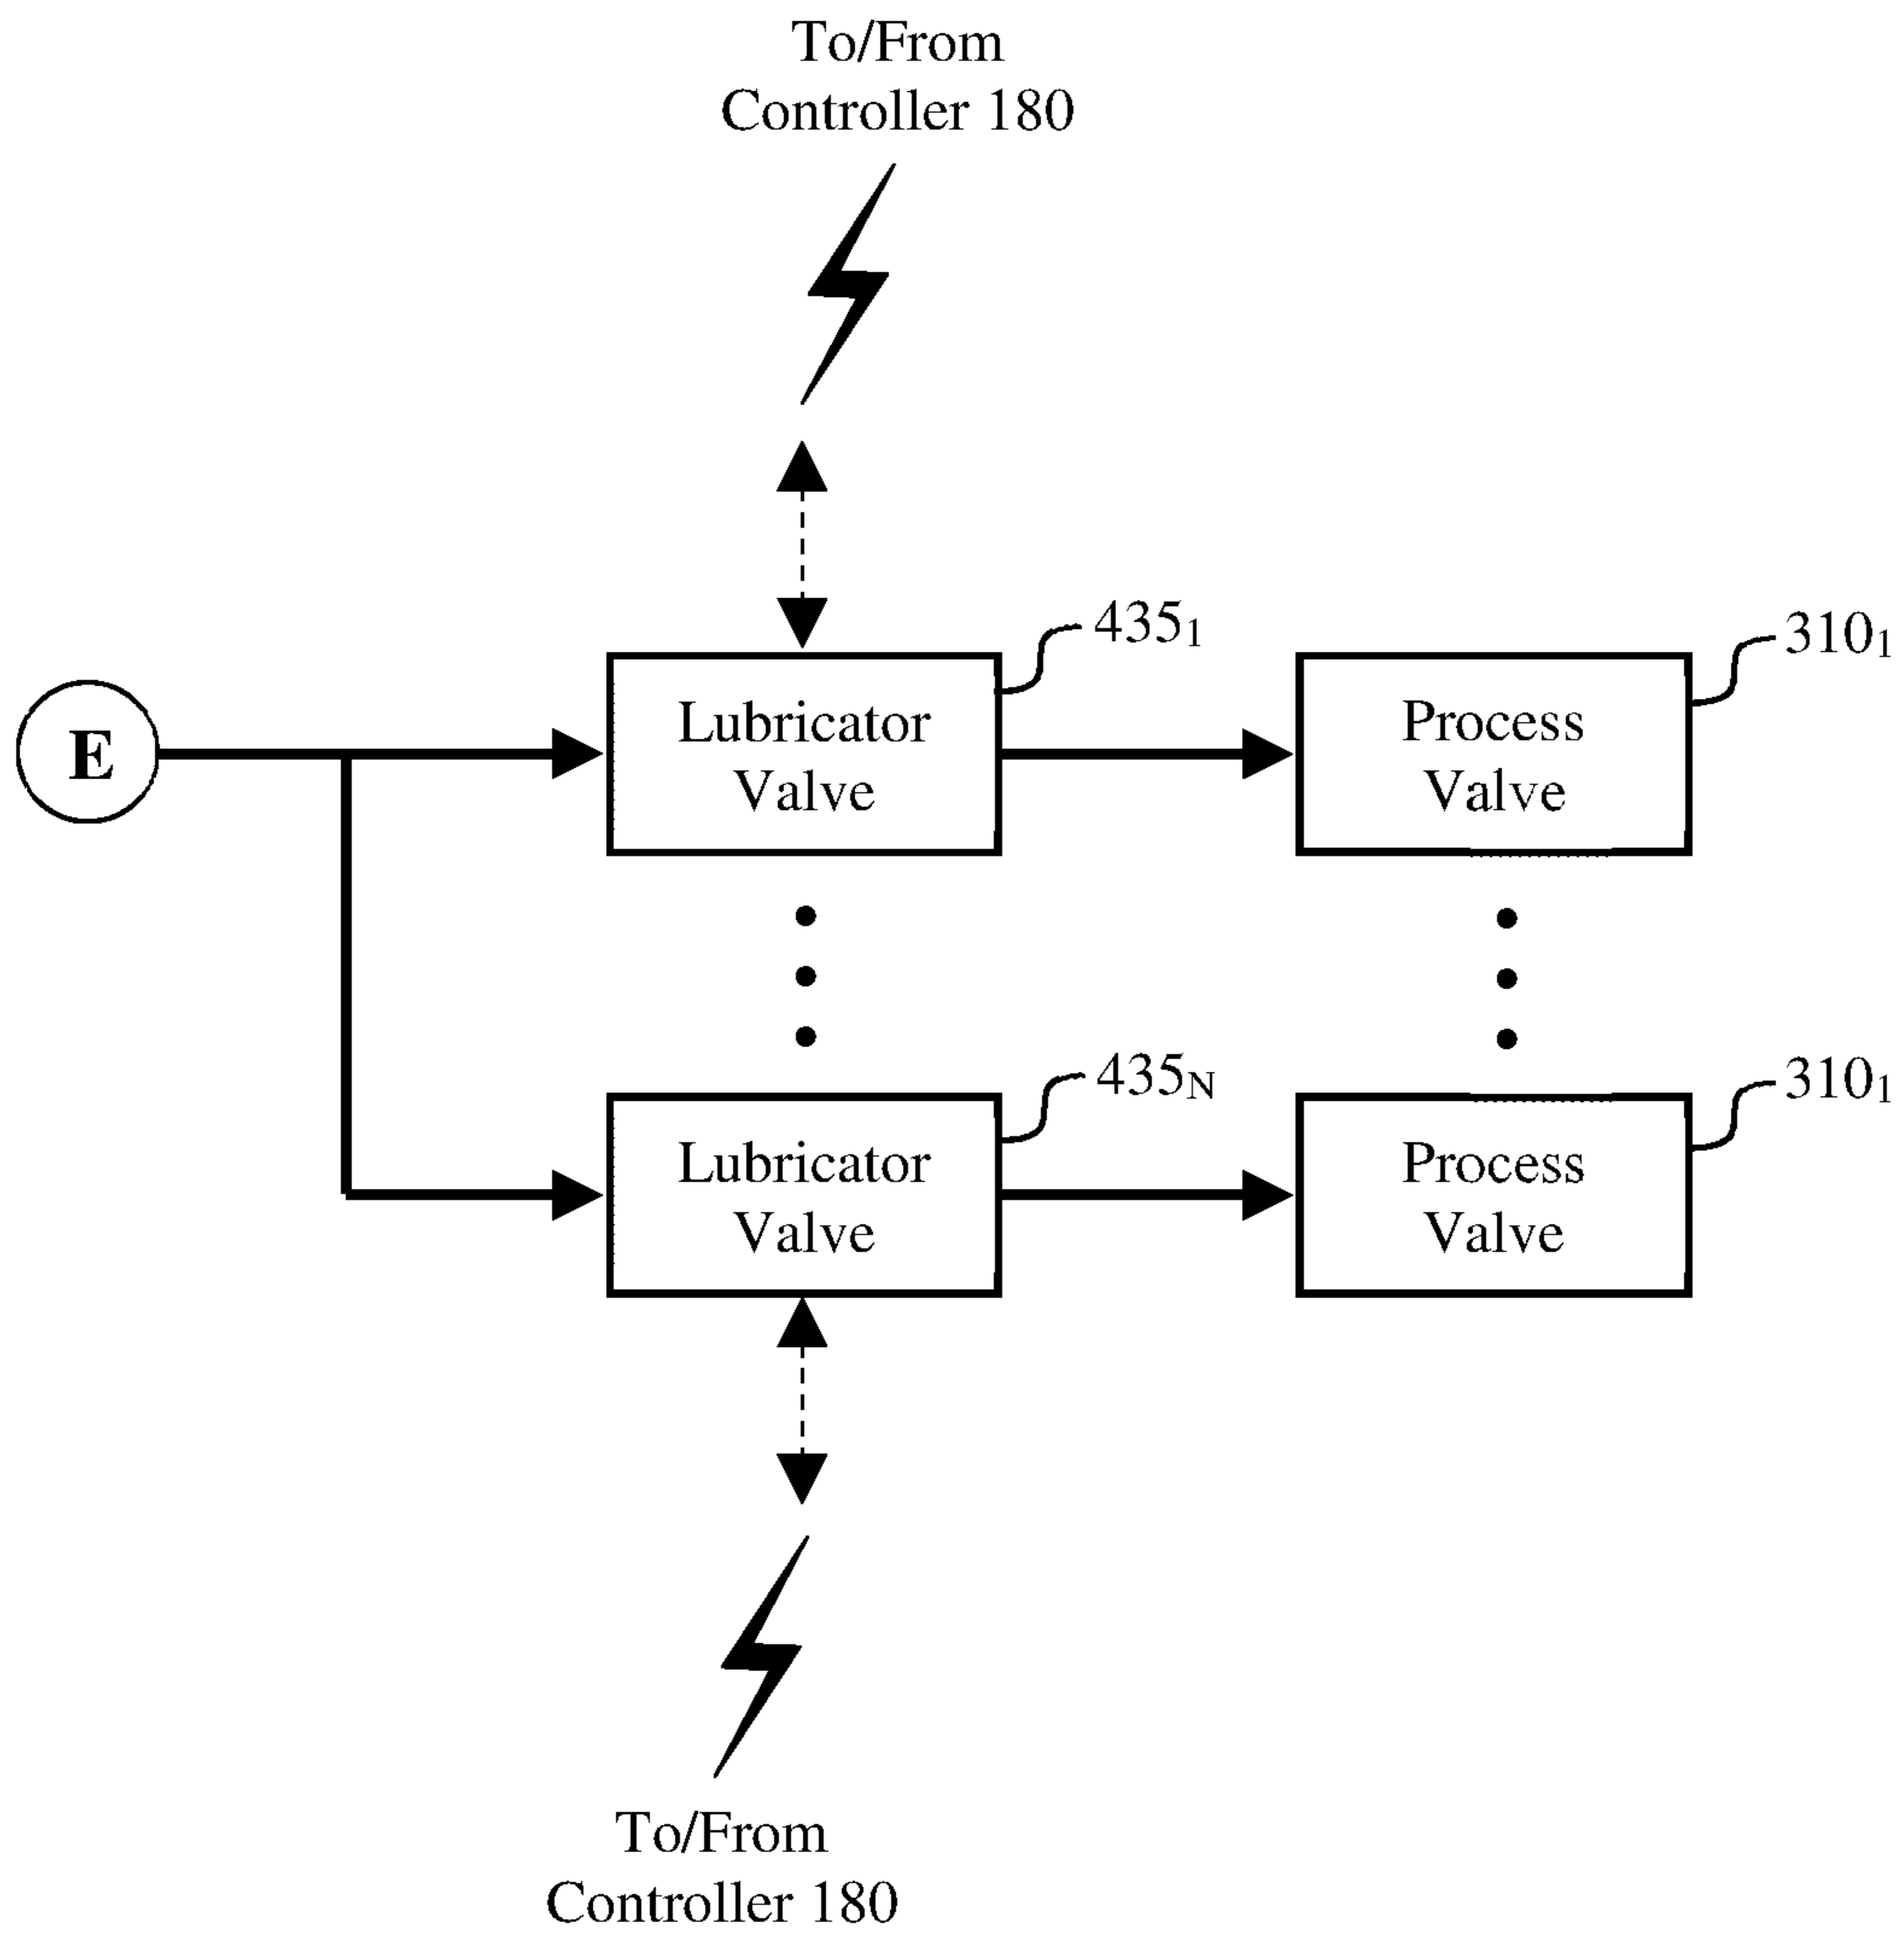 To/From
Controller 180
435₁
310₁
E
Lubricator
Valve
Process
Valve
435N
310₁
Lubricator
Valve
Process
Valve
To/From
Controller 180